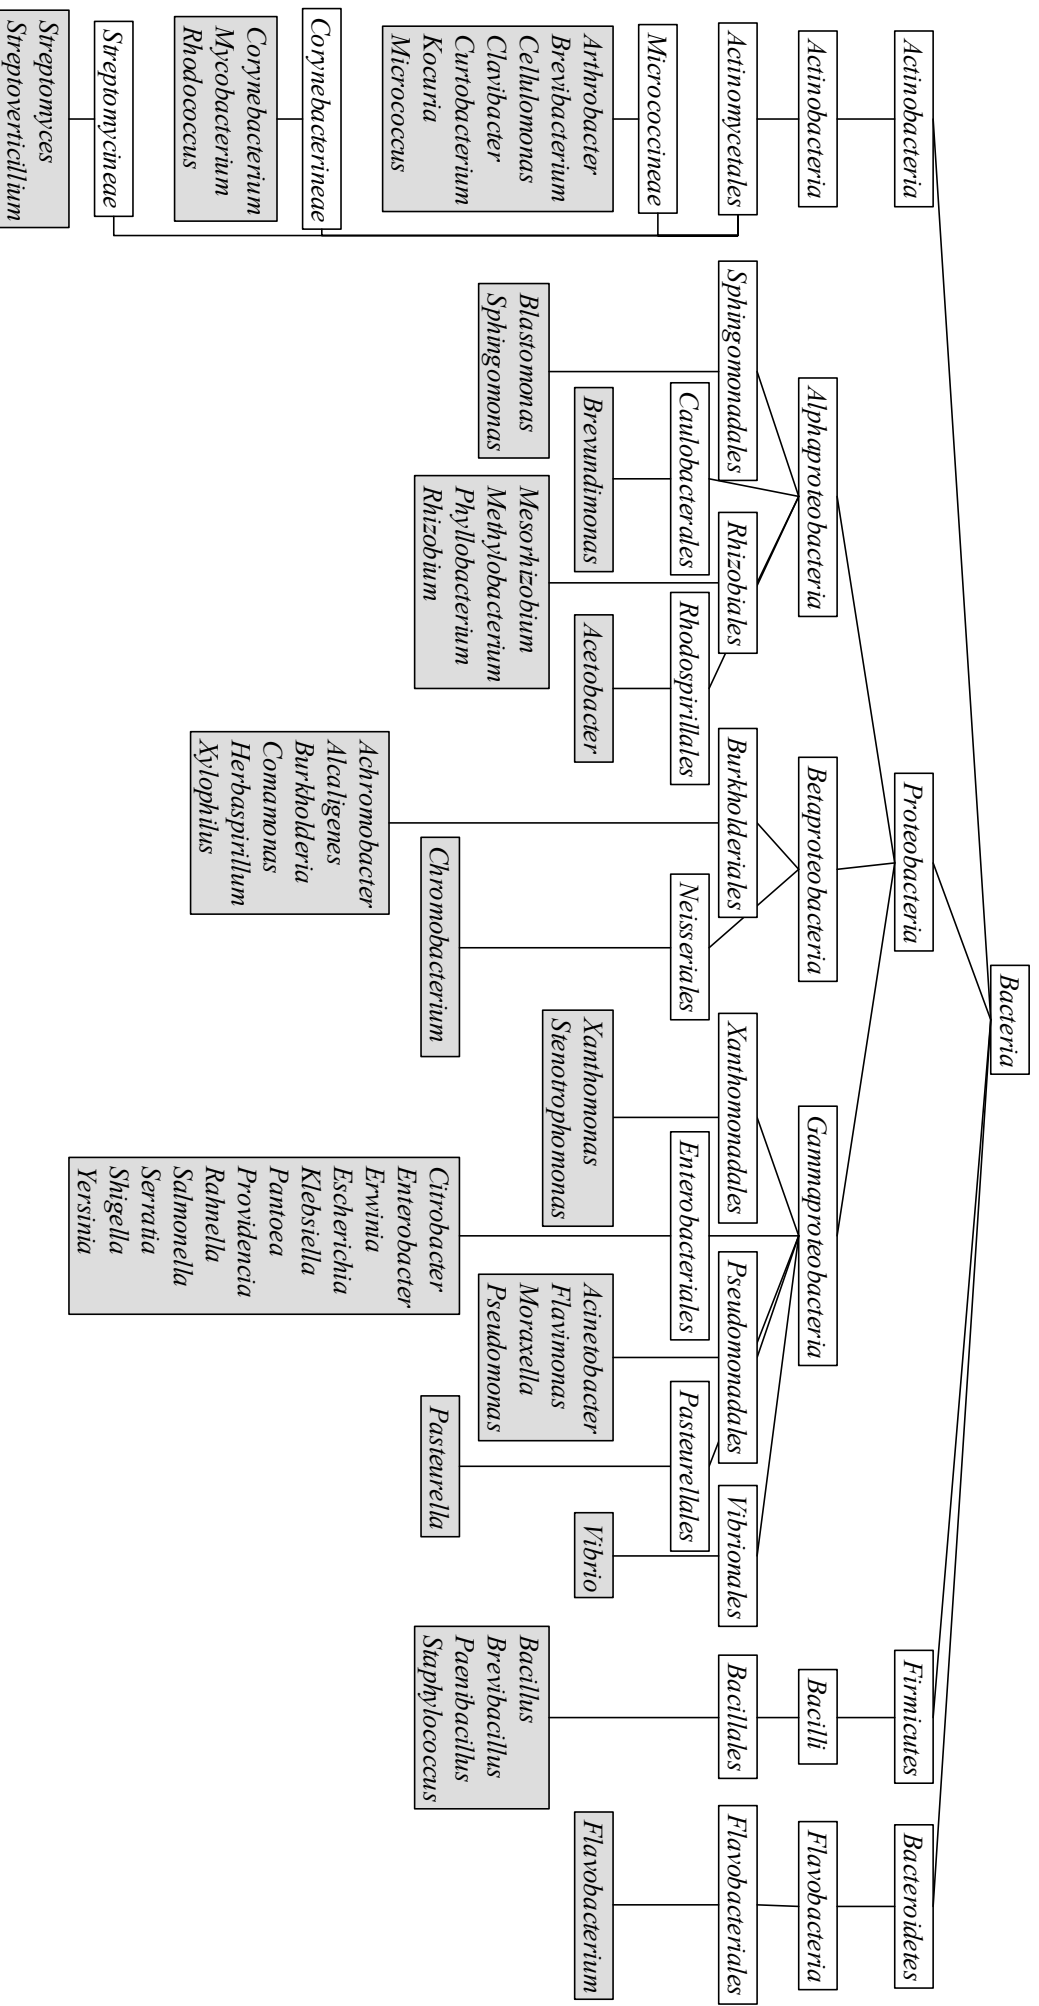 Bacteria
Actinobacteria
Proteobacteria
Firmicutes
Bacteroidetes
Actinobacteria
Alphaproteobacteria
Betaproteobacteria
Gammaproteobacteria
Bacilli
Flavobacteria
Actinomycetales
Sphingomonadales
Rhizobiales
Burkholderiales
Xanthomonadales
Pseudomonadales
Vibrionales
Bacillales
Flavobacteriales
Caulobacterales
Rhodospirillales
Neisseriales
Enterobacteriales
Pasteurellales
Micrococcineae
Arthrobacter
Brevibacterium
Cellulomonas
Clavibacter
Curtobacterium
Kocuria
Micrococcus
Corynebacterineae
Corynebacterium
Mycobacterium
Rhodococcus
Streptomycineae
Streptomyces
Streptoverticillium
Blastomonas
Sphingomonas
Brevundimonas
Mesorhizobium
Methylobacterium
Phyllobacterium
Rhizobium
Acetobacter
Achromobacter
Alcaligenes
Burkholderia
Comamonas
Herbaspirillum
Xylophilus
Chromobacterium
Xanthomonas
Stenotrophomonas
Citrobacter
Enterobacter
Erwinia
Escherichia
Klebsiella
Pantoea
Providencia
Rahnella
Salmonella
Serratia
Shigella
Yersinia
Acinetobacter
Flavimonas
Moraxella
Pseudomonas
Pasteurella
Vibrio
Bacillus
Brevibacillus
Paenibacillus
Staphylococcus
Flavobacterium